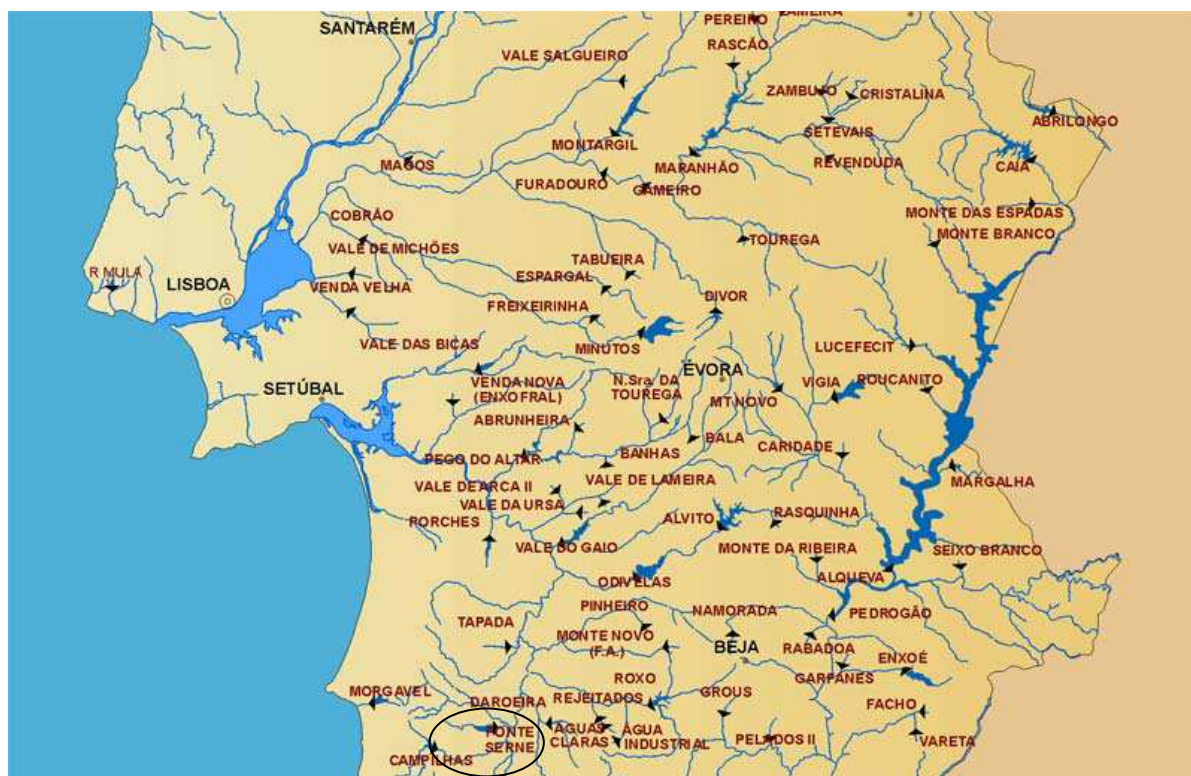 ZAMEIRA
PEREIRO
SANTARÉM
RASCÃO
VALE SALGUEIRO
ZAMBUJO
CRISTALINA
ABRILONGO
SETEVAIS
MONTARGIL
MAGOS
MARANHÃO
REVENDUDA
CAIA
FURADOURO
GAMEIRO
COBRÃO
MONTE DAS ESPADAS
MONTE BRANCO
TOUREGA
VALE DE MICHÕES
TABUEIRA
R MULA
ESPARGAL
LISBOA
VENDA VELHA
DIVOR
FREIXEIRINHA
VALE DAS BICAS
MINUTOS
LUCEFECIT
ÉVORA
SETÚBAL
VENDA NOVA
(ENXOFRAL)
N.Sra. DA
TOUREGA
VIGIA
ROUCANITO
MT NOVO
ABRUNHEIRA
BALA
CARIDADE
PEGO DO ALTAR
BANHAS
VALE DE LAMEIRA
MARGALHA
VALE DE ARCA II
VALE DA URSA
PORCHES
ALVITO
RASQUINHA
VALE DO GAIO
MONTE DA RIBEIRA
SEIXO BRANCO
ODIVELAS
ALQUEVA
PINHEIRO
NAMORADA
PEDROGÃO
TAPADA
MONTE NOVO
(F.A.)
BEJA
RABADOA
ENXOÉ
GARFANES
ROXO
MORGAVEL
DAROEIRA
REJEITADOS
GROUS
FACHO
FONTE
SERNE
AGUAS
CLARAS
ÁGUA
INDUSTRIAL
PELADOS II
VARETA
CAMPILHAS